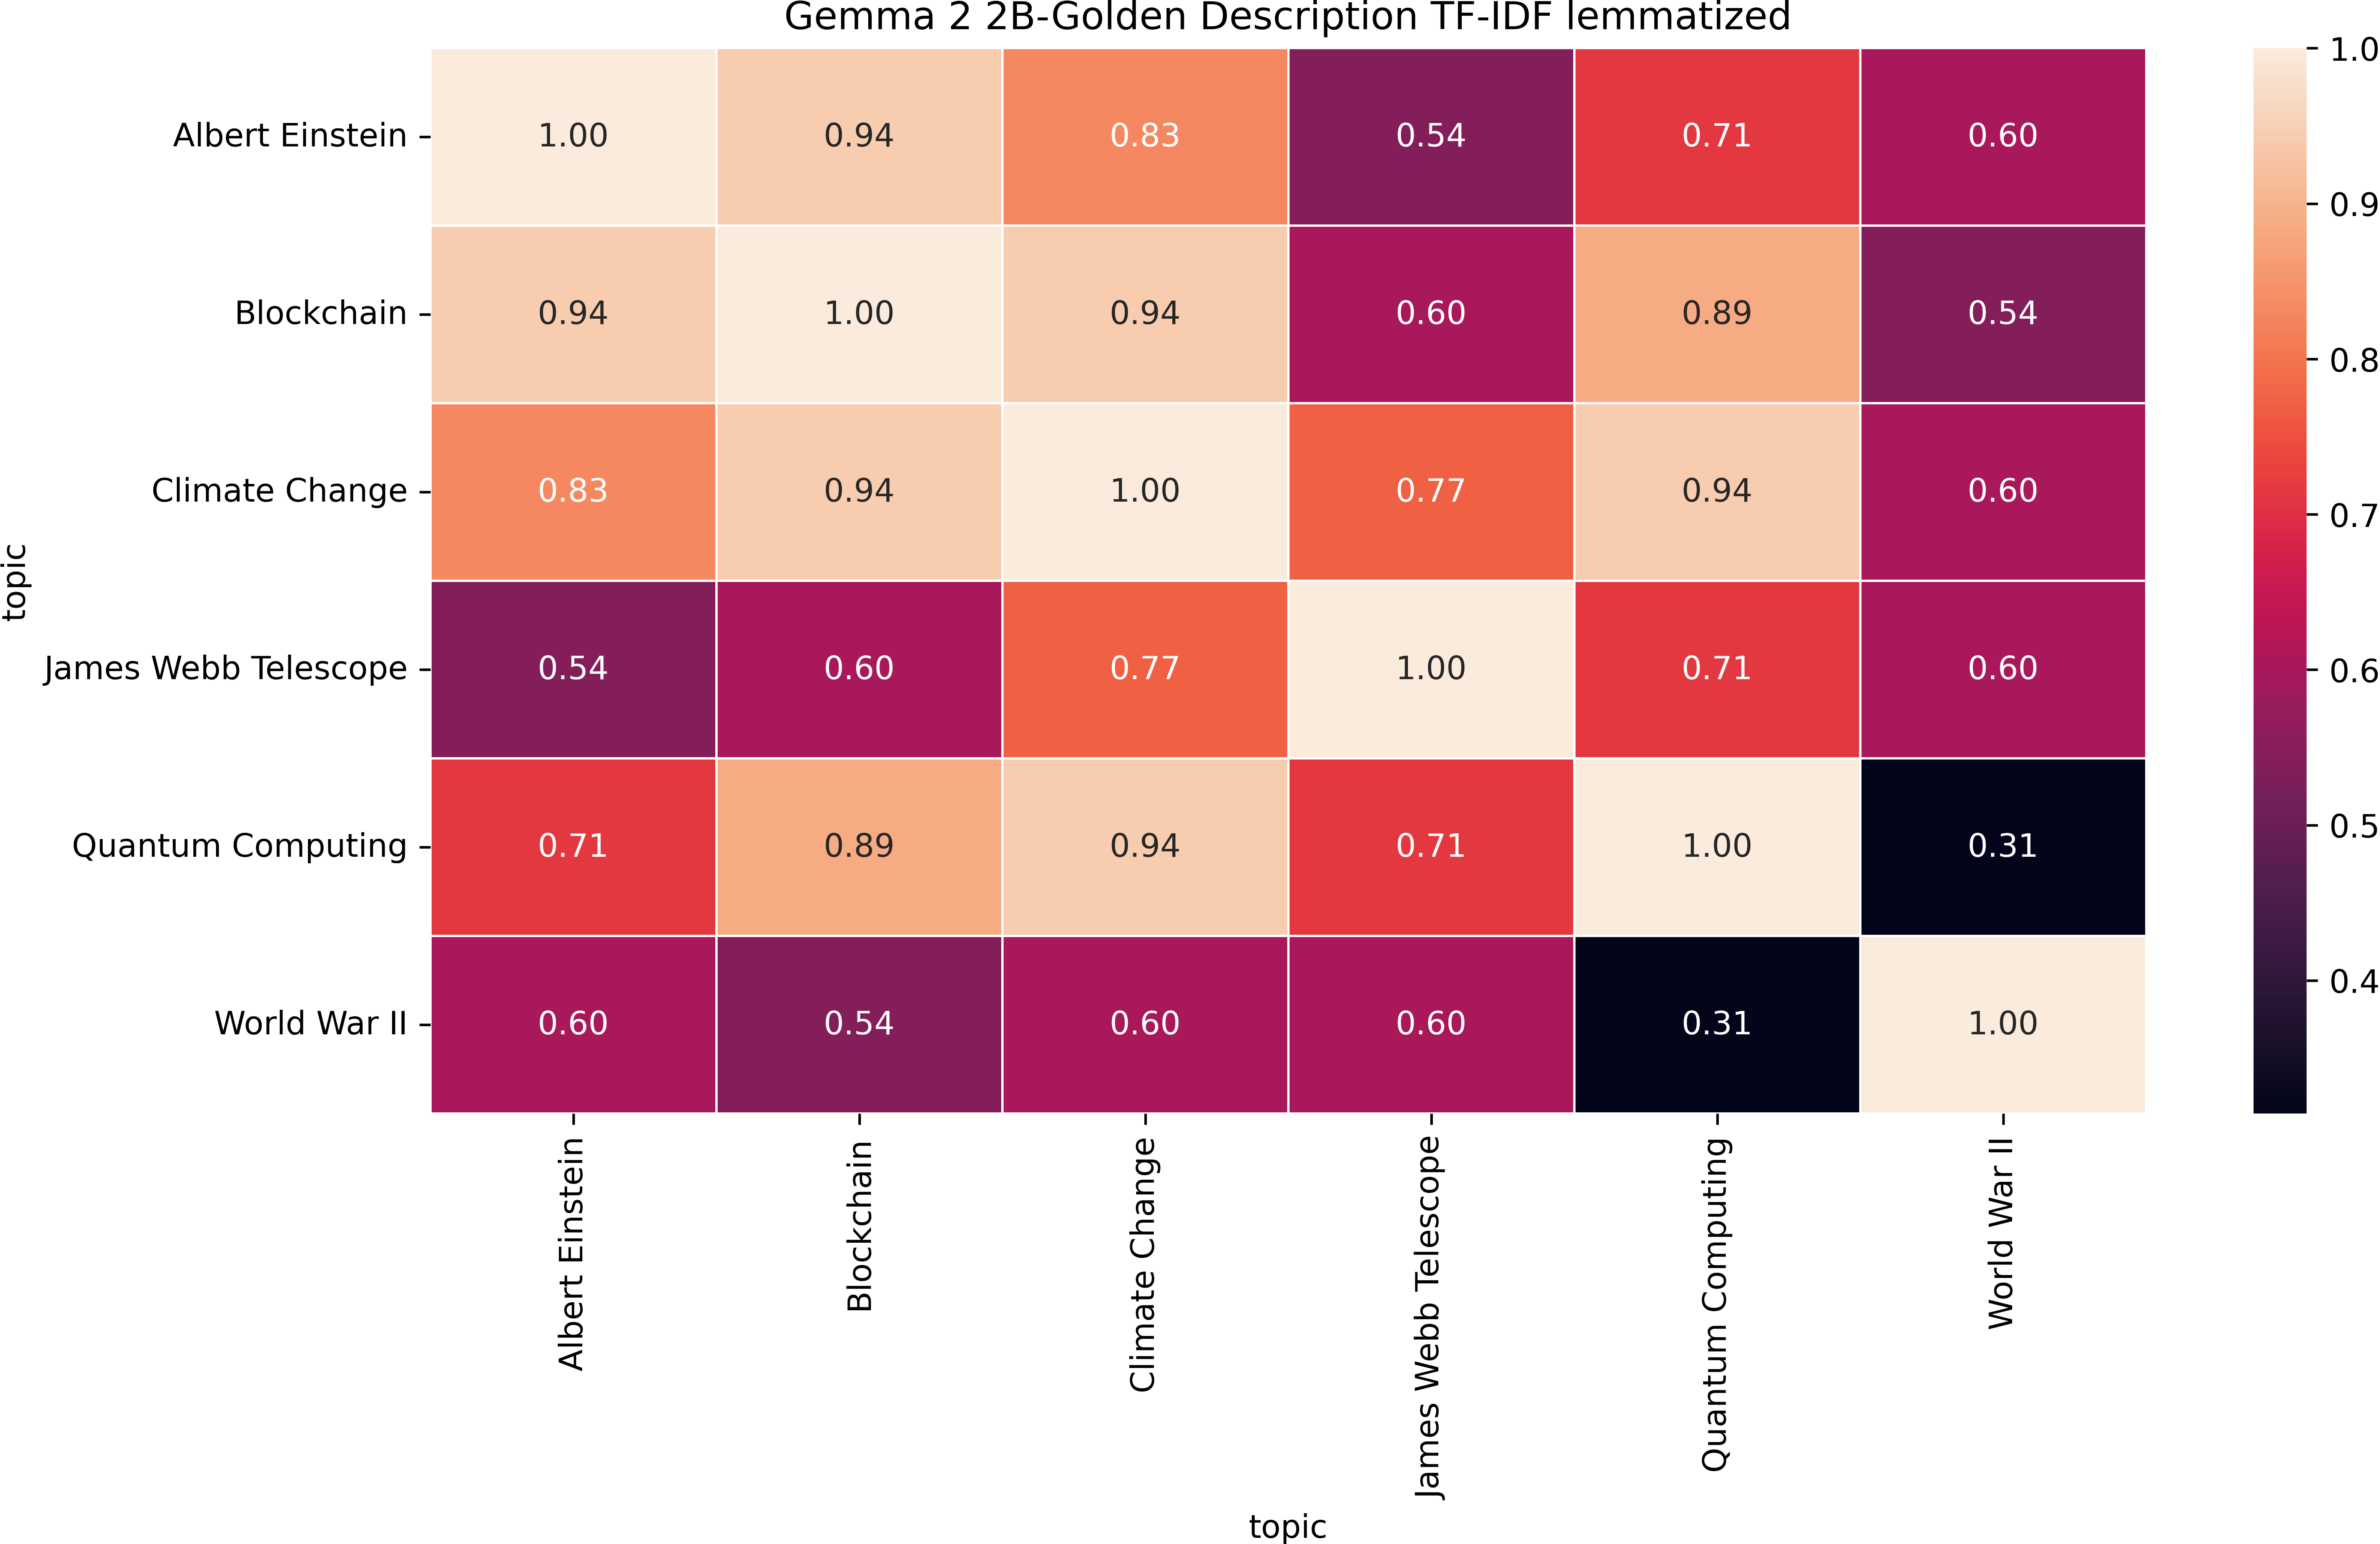 Gemma 2 2B-Golden Description TF-IDF lemmatized
Albert Einstein 1.00 0.94 0.83 0.54 0.71 0.60
Blockchain 0.94 1.00 0.94 0.60 0.89 0.54
Climate Change 0.83 0.94 1.00 0.77 0.94 0.60
James Webb Telescope 0.54 0.60 0.77 1.00 0.71 0.60
Quantum Computing 0.71 0.89 0.94 0.71 1.00 0.31
World War II 0.60 0.54 0.60 0.60 0.31 1.00
topic
Albert Einstein
Blockchain
Climate Change
James Webb Telescope
Quantum Computing
World War II
topic
1.0
0.9
0.8
0.7
0.6
0.5
0.4